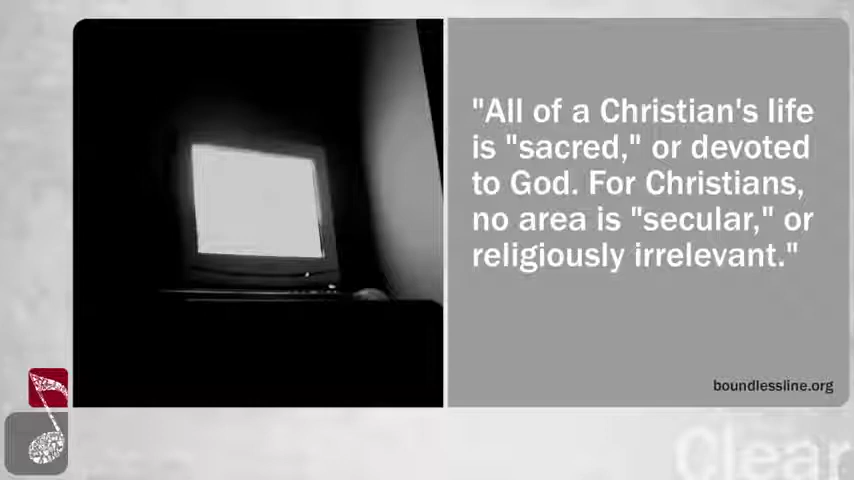 "All of a Christian's life
is "sacred," or devoted
to God. For Christians,
no area is "secular," or
religiously irrelevant."
boundlessline.org
Clear